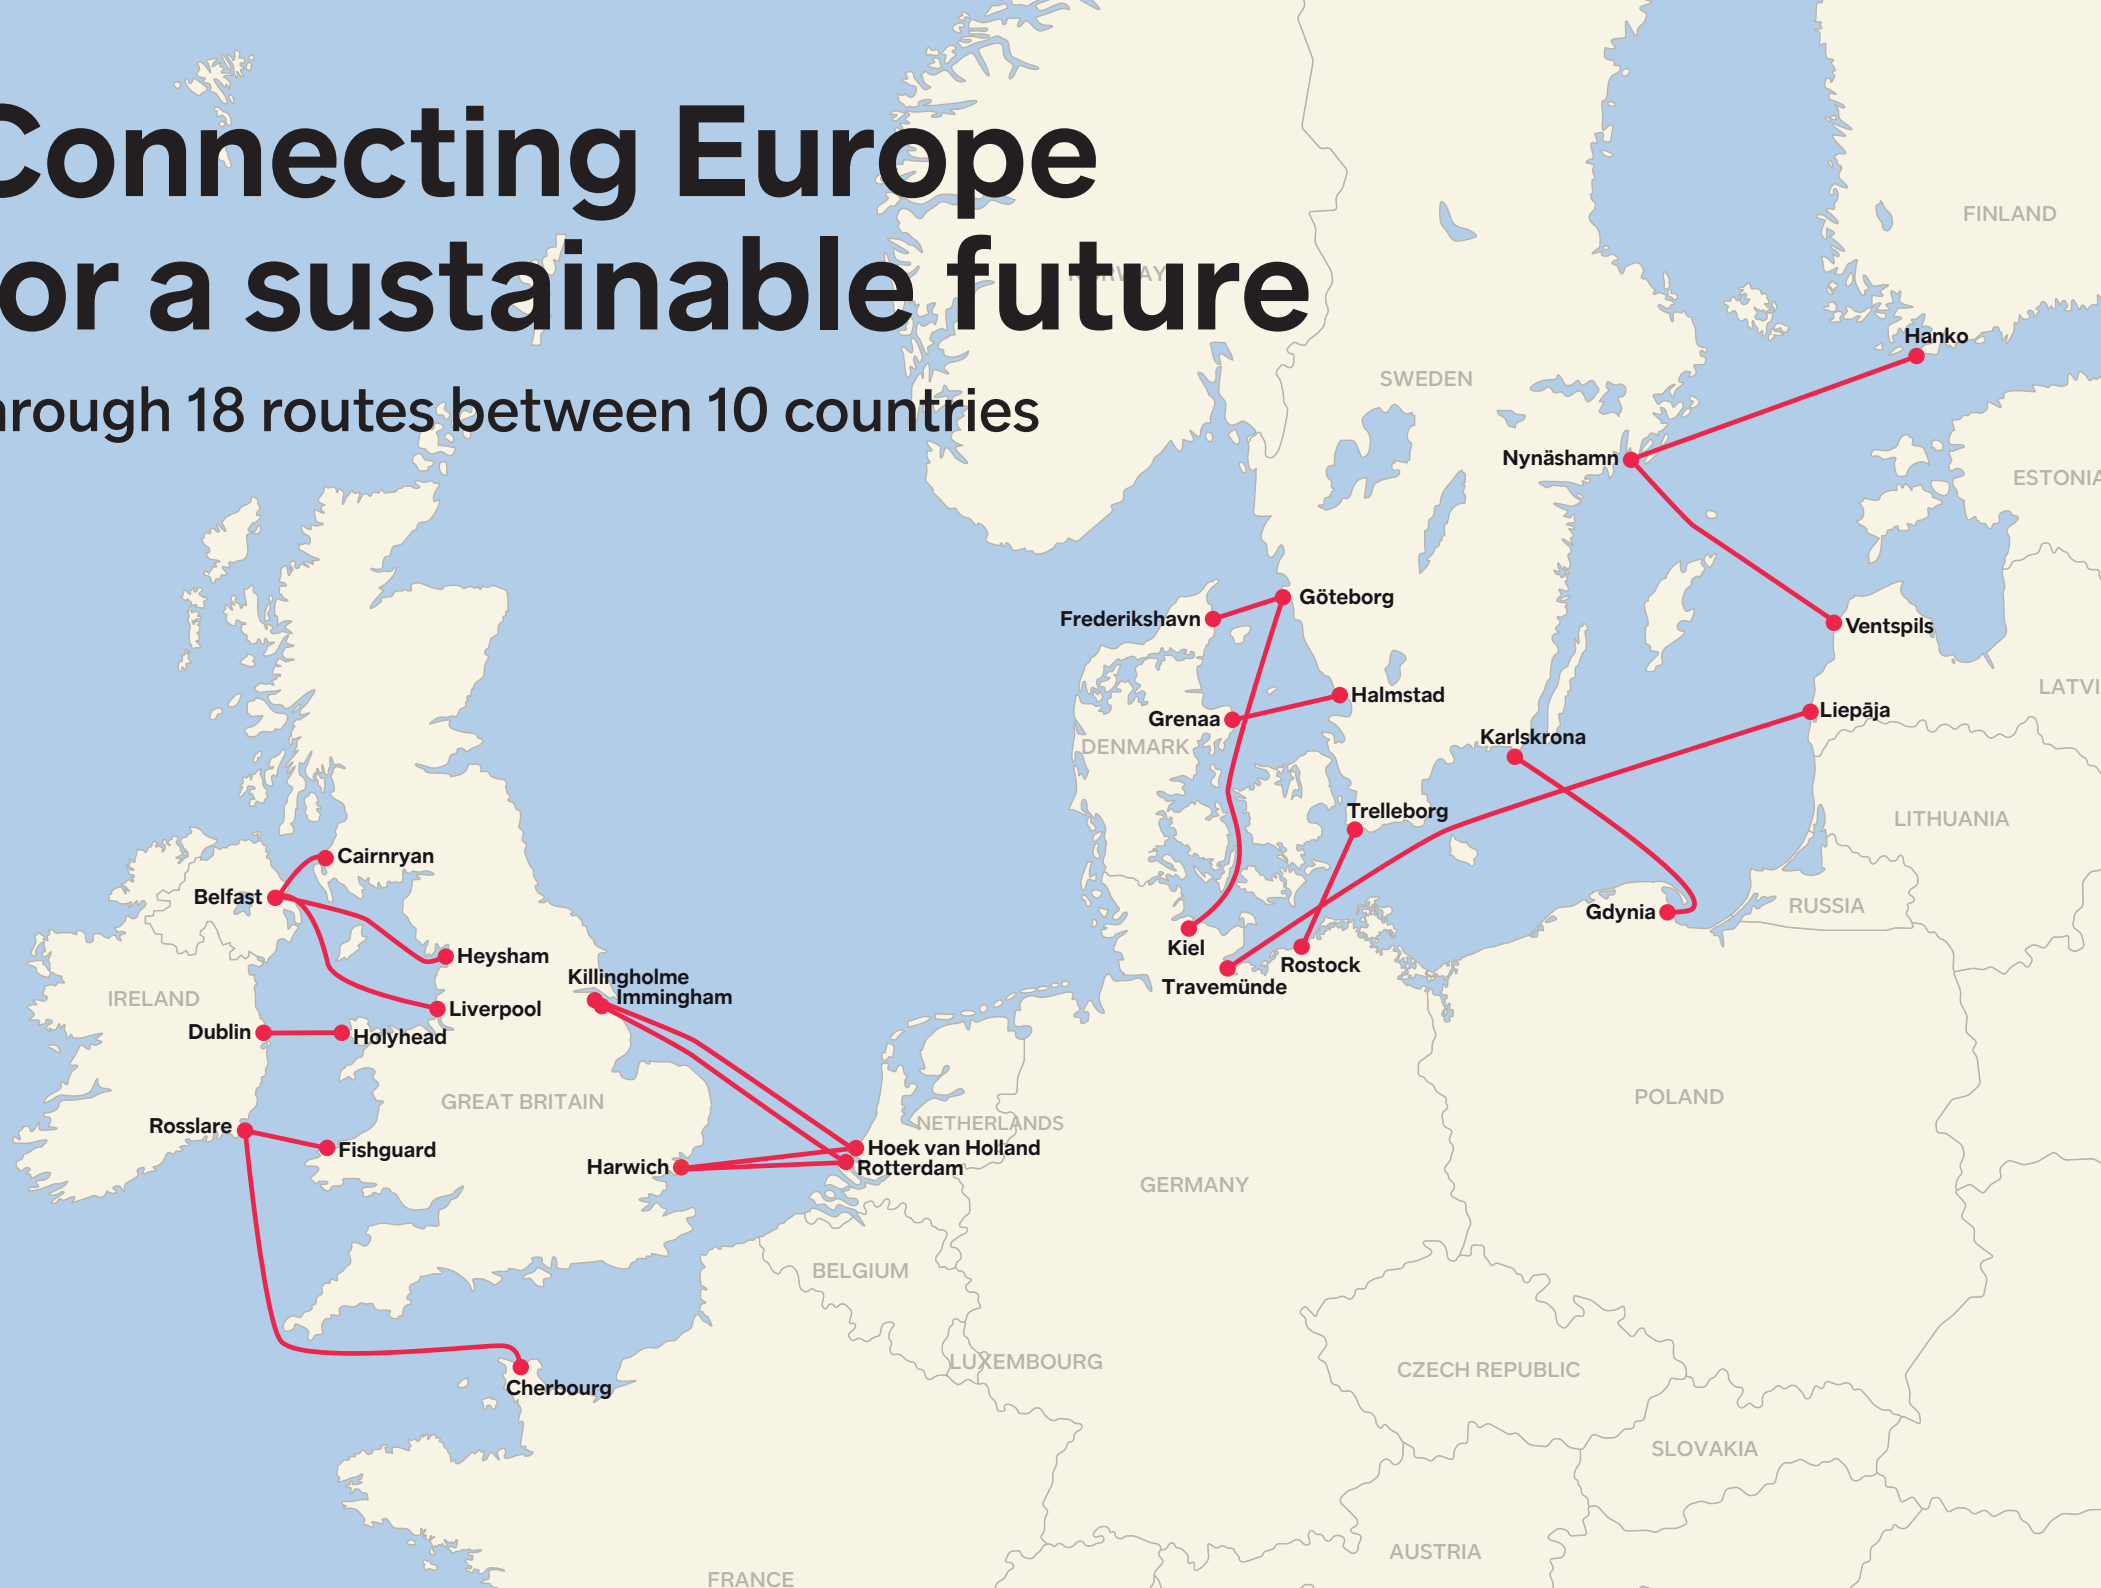 Connecting Europe
or a sustainable future
hrough 18 routes between 10 countries
NORWAY
FINLAND
Hanko
SWEDEN
Nynäshamn
ESTONIA
Göteborg
Frederikshavn
Ventspils
LATVI
Halmstad
Grenaa
Liepāja
DENMARK
Karlskrona
Trelleborg
LITHUANIA
Cairnryan
Belfast
RUSSIA
Gdynia
Kiel
Heysham
Rostock
Killingholme
Travemünde
Immingham
IRELAND
Liverpool
Dublin
Holyhead
GREAT BRITAIN
POLAND
NETHERLANDS
Rosslare
Fishguard
Hoek van Holland
Harwich
Rotterdam
GERMANY
BELGIUM
LUXEMBOURG
CZECH REPUBLIC
Cherbourg
SLOVAKIA
AUSTRIA
FRANCE